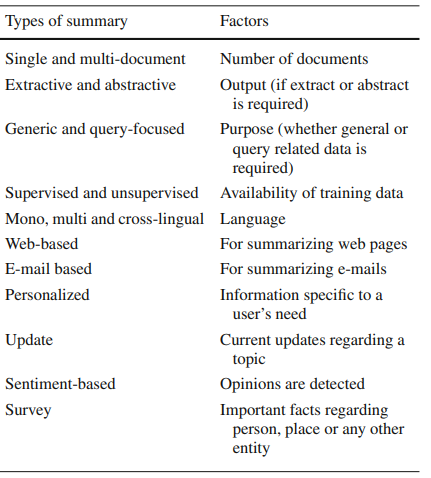 Types of summary Factors
Single and multi-document Number of documents
Extractive and abstractive Output (if extract or abstract
is required)
Generic and query-focused Purpose (whether general or
query related data is
required)
Supervised and unsupervised Availability of training data
Mono, multi and cross-lingual Language
Web-based For summarizing web pages
E-mail based For summarizing e-mails
Personalized Information specific to a
user's need
Update Current updates regarding a
topic
Sentiment-based Opinions are detected
Survey Important facts regarding
person, place or any other
entity